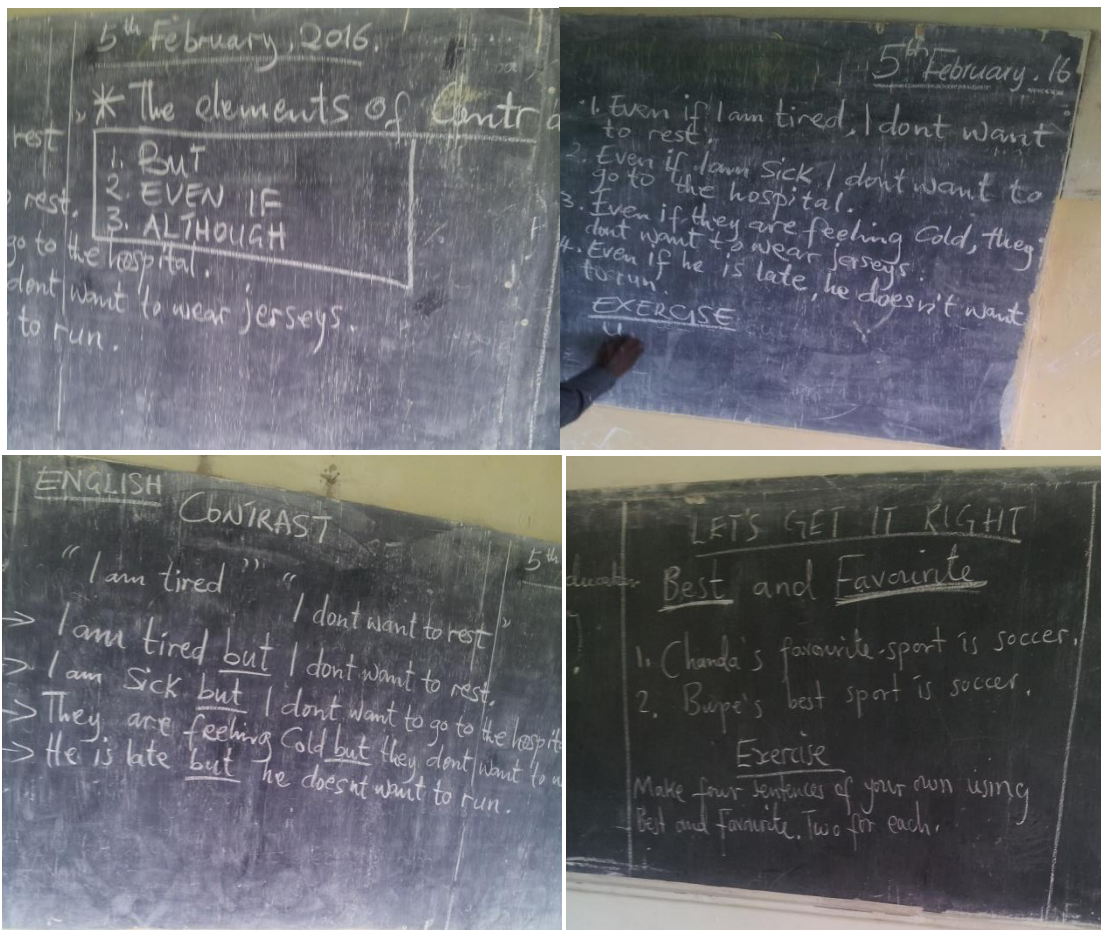 5th February, 2016.
* The elements of Contra
1. BUT
2. EVEN IF
3. ALTHOUGH
rest
rest.
go to the hospital.
dont want to wear jerseys.
to run.
5th February. 16
1. Even if I am tired, I dont want
to rest.
2. Even if I am sick I dont want to
go to the hospital.
3. Even if they are feeling Cold, they
dont want to wear jerseys.
4. Even if he is late, he doesn't want
to run.
EXERCISE
ENGLISH
CONTRAST
5th
"I am tired" "I dont want to rest"
→ I am tired but I dont want to rest.
→ I am sick but I dont want to go to the hospita
→ They are feeling Cold but they dont want to w
→ He is late but he doesnt want to run.
LET'S GET IT RIGHT
Best and Favourite
1. Chanda's favourite sport is soccer.
2. Bupe's best sport is soccer.
Exercise
Make four sentences of your own using
Best and Favourite. Two for each.